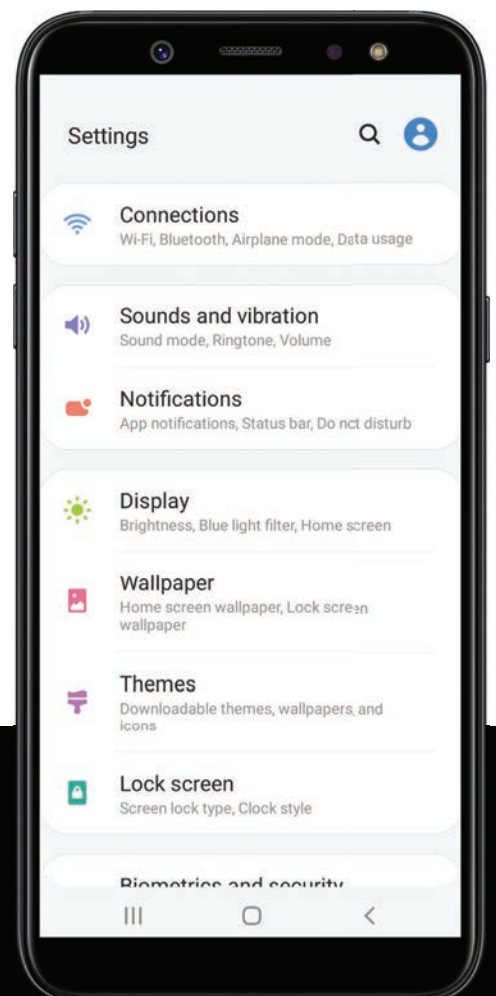 Settings
Connections
Wi-Fi, Bluetooth, Airplane mode, Data usage
Sounds and vibration
Sound mode, Ringtone, Volume
Notifications
App notifications, Status bar, Do not disturb
Display
Brightness, Blue light filter, Home screen
Wallpaper
Home screen wallpaper, Lock screen
wallpaper
Themes
Downloadable themes, wallpapers, and
icons
Lock screen
Screen lock type, Clock style
Biometrics and security